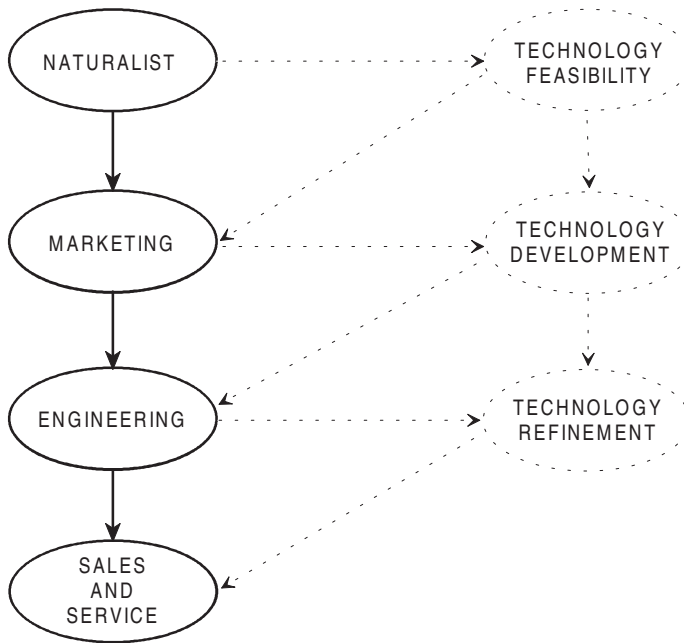 NATURALIST
TECHNOLOGY
FEASIBILITY
MARKETING
TECHNOLOGY
DEVELOPMENT
ENGINEERING
TECHNOLOGY
REFINEMENT
SALES
AND
SERVICE